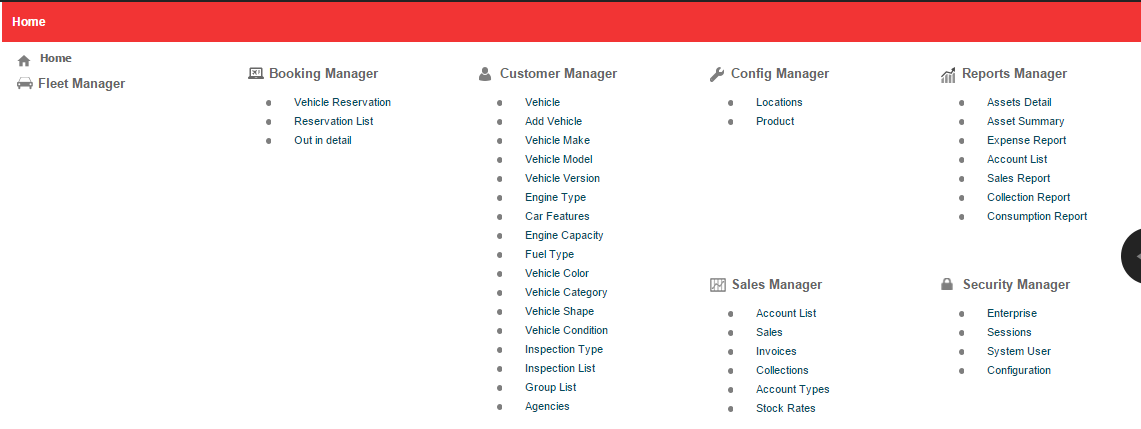 Home
Home
Fleet Manager
Booking Manager
Vehicle Reservation
Reservation List
Out in detail
Customer Manager
Vehicle
Add Vehicle
Vehicle Make
Vehicle Model
Vehicle Version
Engine Type
Car Features
Engine Capacity
Fuel Type
Vehicle Color
Vehicle Category
Vehicle Shape
Vehicle Condition
Inspection Type
Inspection List
Group List
Agencies
Config Manager
Locations
Product
Sales Manager
Account List
Sales
Invoices
Collections
Account Types
Stock Rates
Reports Manager
Assets Detail
Asset Summary
Expense Report
Account List
Sales Report
Collection Report
Consumption Report
Security Manager
Enterprise
Sessions
System User
Configuration